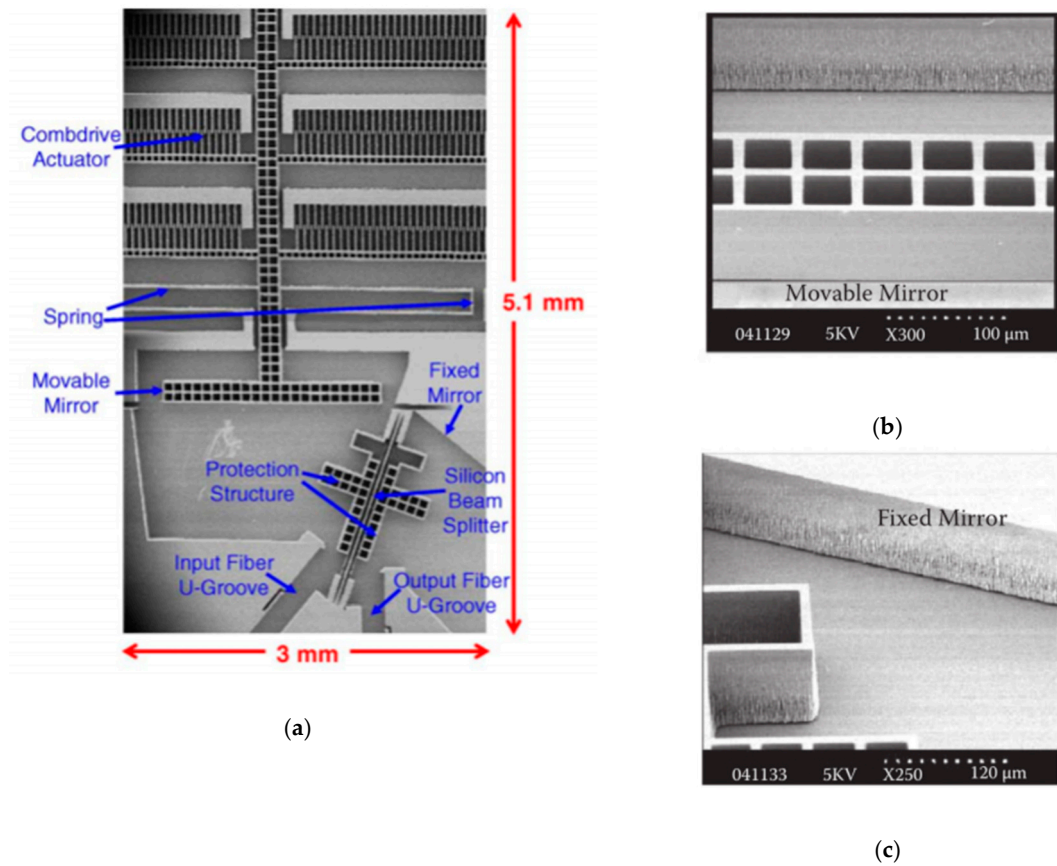 Combdrive
Actuator
Spring
Movable
Mirror
Fixed
Mirror
Protection
Structure
Silicon
Beam
Splitter
Input Fiber
U-Groove
Output Fiber
U-Groove
5.1 mm
3 mm
(a)
Movable Mirror
041129 5KV X300 100 µm
(b)
Fixed Mirror
041133 5KV X250 120 µm
(c)